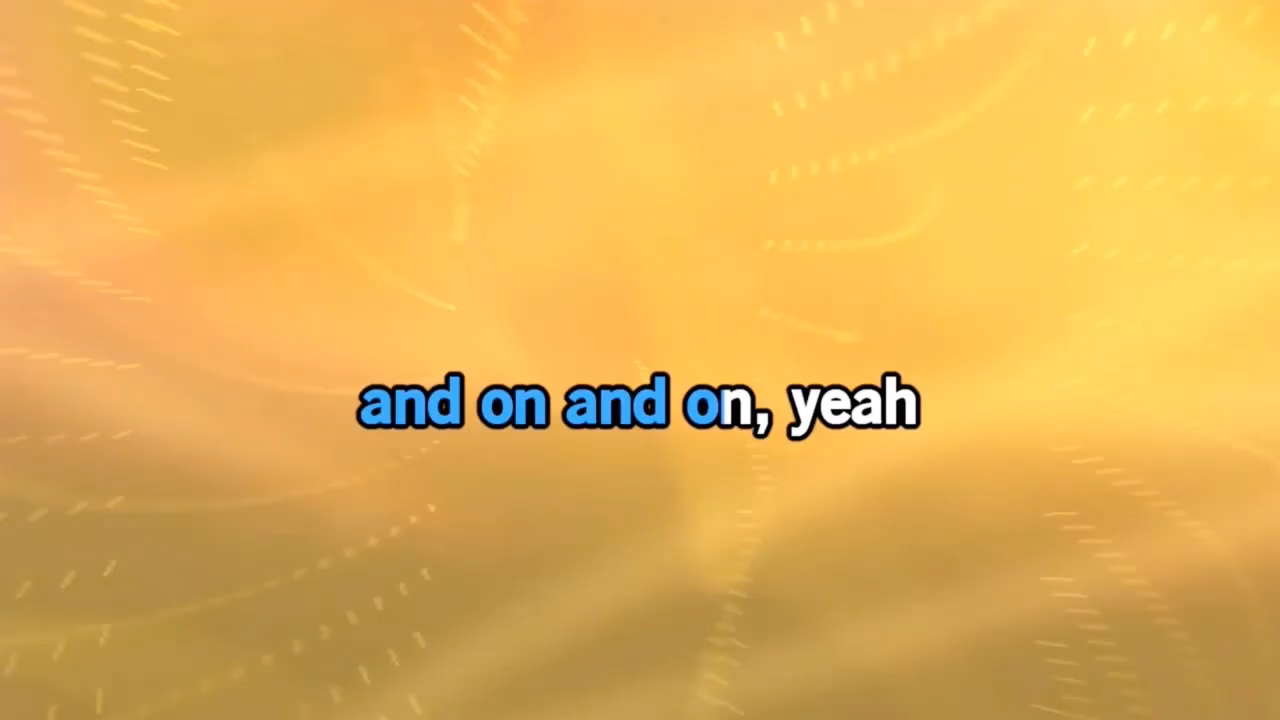 and on and on, yeah